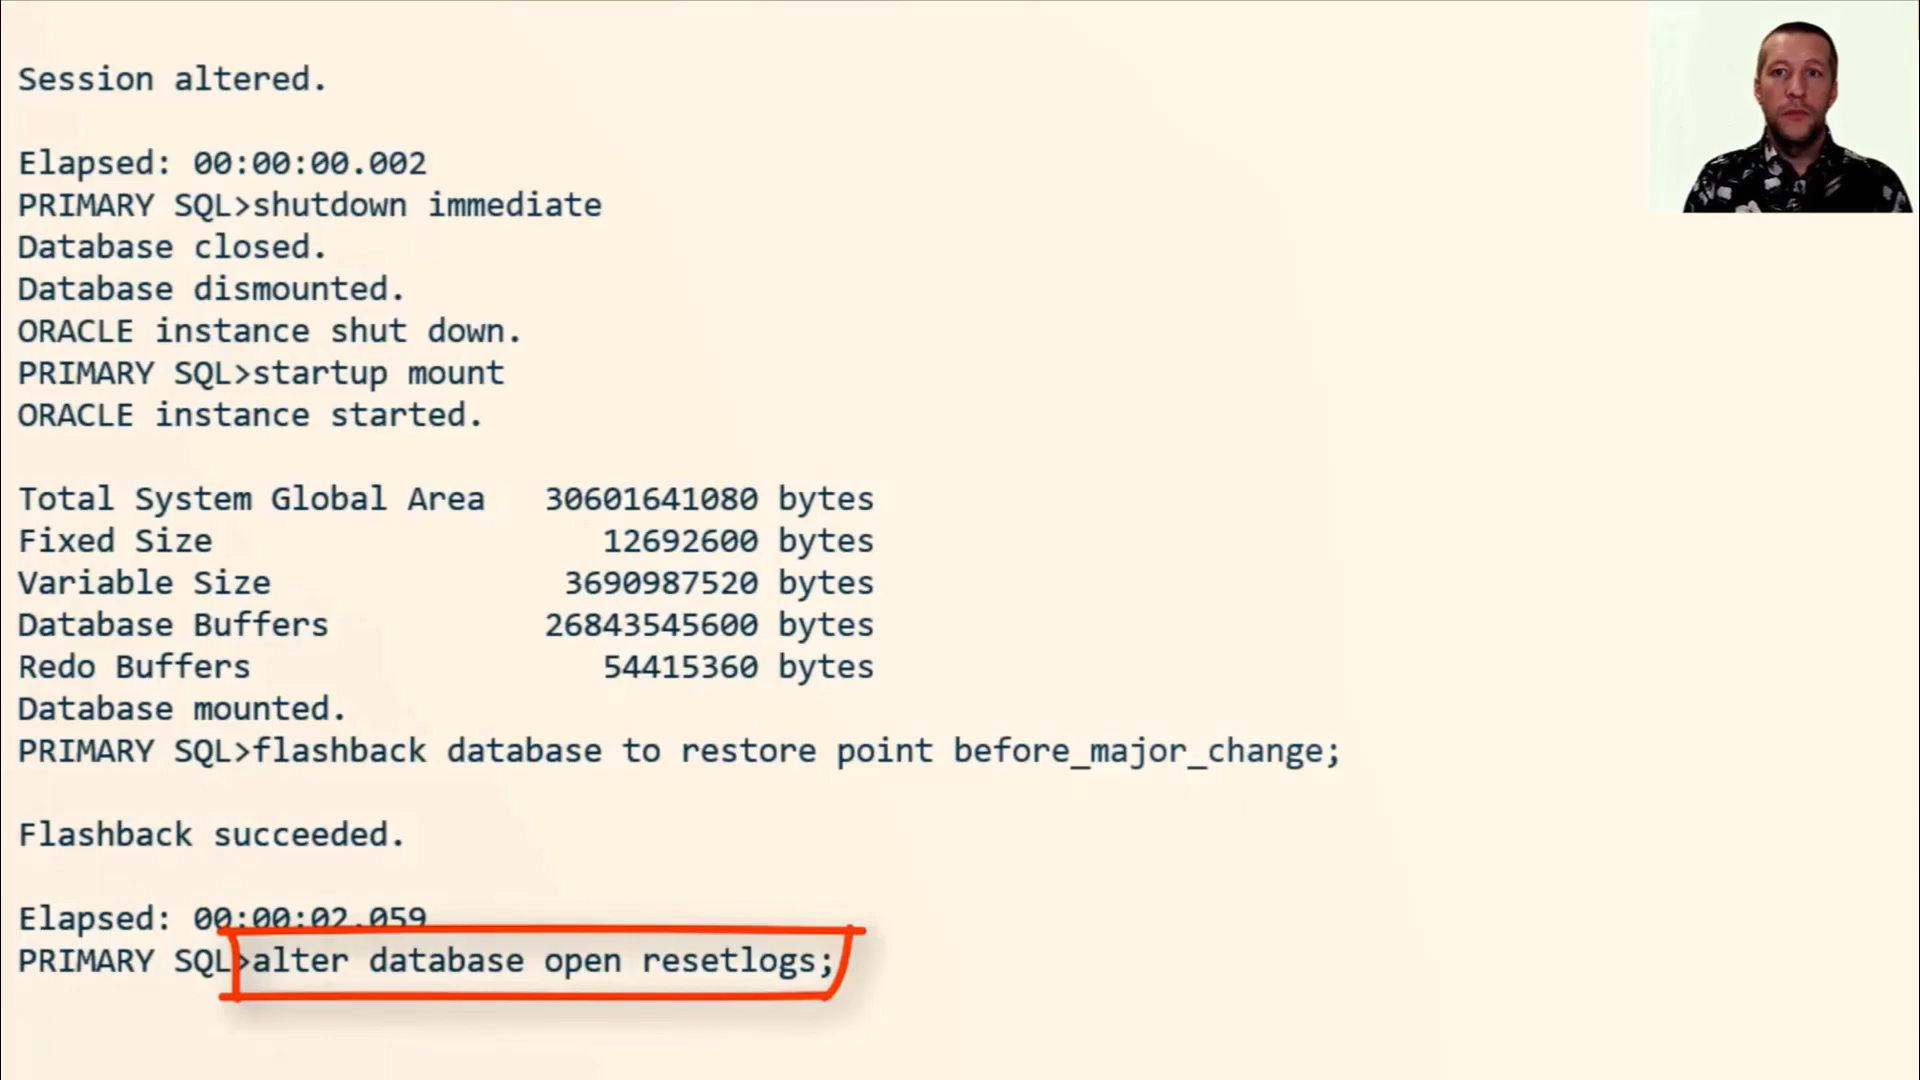 Session altered.
Elapsed: 00:00:00.002
PRIMARY SQL>shutdown immediate
Database closed.
Database dismounted.
ORACLE instance shut down.
PRIMARY SQL>startup mount
ORACLE instance started.
Total System Global Area 30601641080 bytes
Fixed Size 12692600 bytes
Variable Size 3690987520 bytes
Database Buffers 26843545600 bytes
Redo Buffers 54415360 bytes
Database mounted.
PRIMARY SQL>flashback database to restore point before_major_change;
Flashback succeeded.
Elapsed: 00:00:02.059
PRIMARY SQL>alter database open resetlogs;